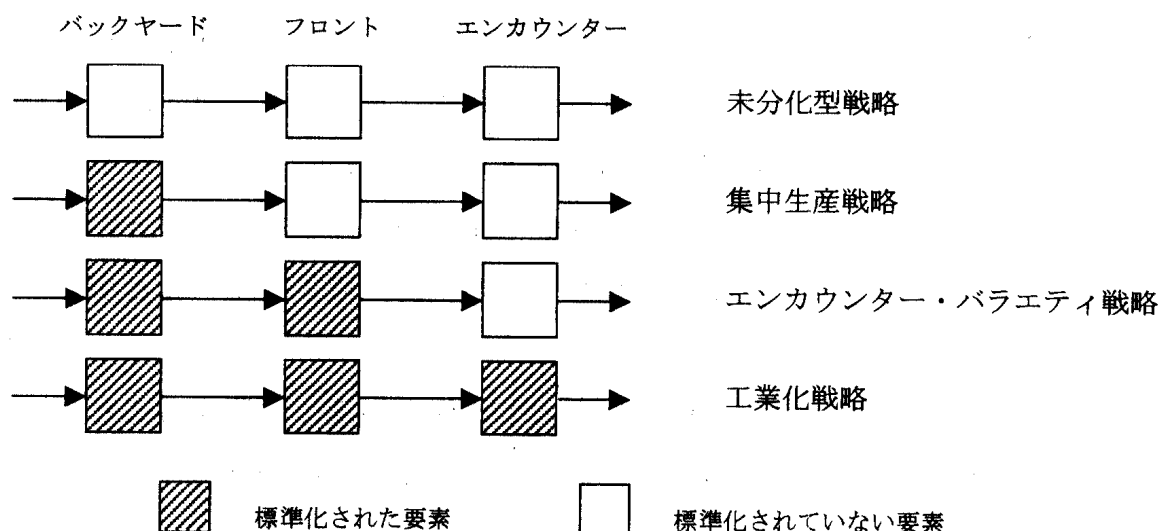 バックヤード フロント エンカウンター
未分化型戦略
集中生産戦略
エンカウンター・バラエティ戦略
工業化戦略
標準化された要素 標準化されていない要素